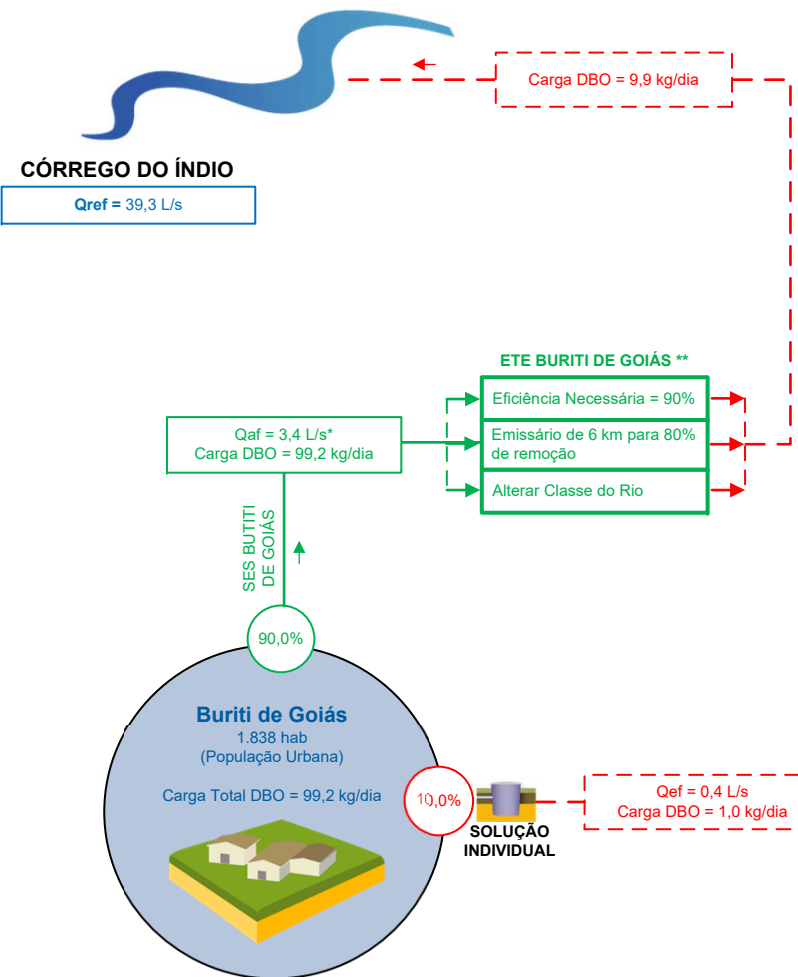 Carga DBO = 9,9 kg/dia
CÓRREGO DO ÍNDIO
Qref = 39,3 L/s
ETE BURITI DE GOIÁS **
Eficiência Necessária = 90%
Emissário de 6 km para 80%
de remoção
Alterar Classe do Rio
Qaf = 3,4 L/s*
Carga DBO = 99,2 kg/dia
SES BUTITI
DE GOIÁS
90,0%
Buriti de Goiás
1.838 hab
(População Urbana)
Carga Total DBO = 99,2 kg/dia
10,0%
SOLUÇÃO
INDIVIDUAL
Qef = 0,4 L/s
Carga DBO = 1,0 kg/dia